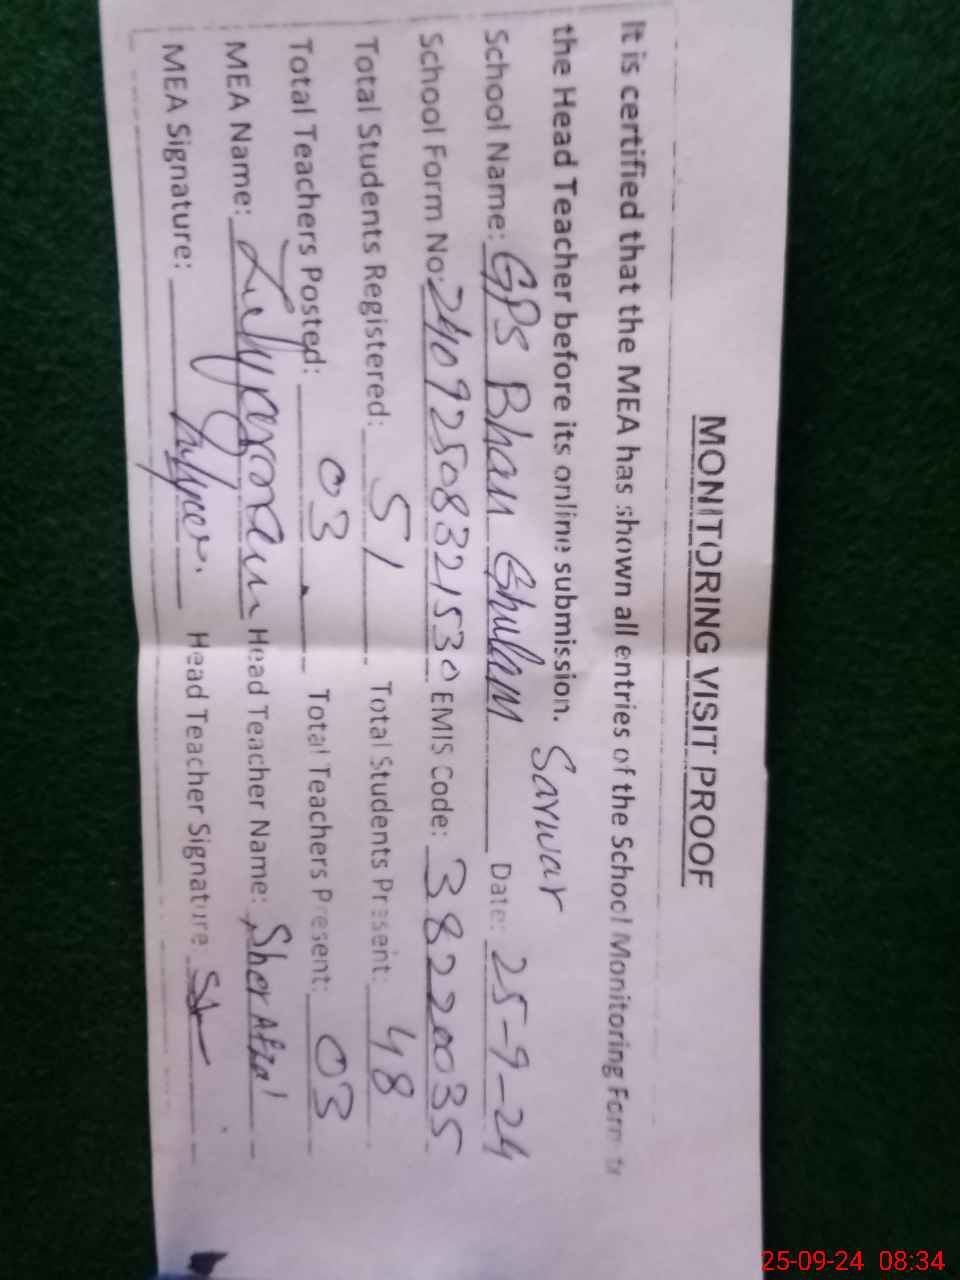 MONITORING VISIT PROOF
It is certified that the MEA has shown all entries of the School Monitoring Form to
the Head Teacher before its online submission.
School Name: GPS Bhan Ghulam Sarwar Date: 25-9-24
School Form No: 24092508321530 EMIS Code: 38220035
Total Students Registered: 51 Total Students Present: 48
Total Teachers Posted: 03 Total Teachers Present: 03
MEA Name: Head Teacher Name: Sher Afzal
MEA Signature: Head Teacher Signature:
25-09-24 08:34